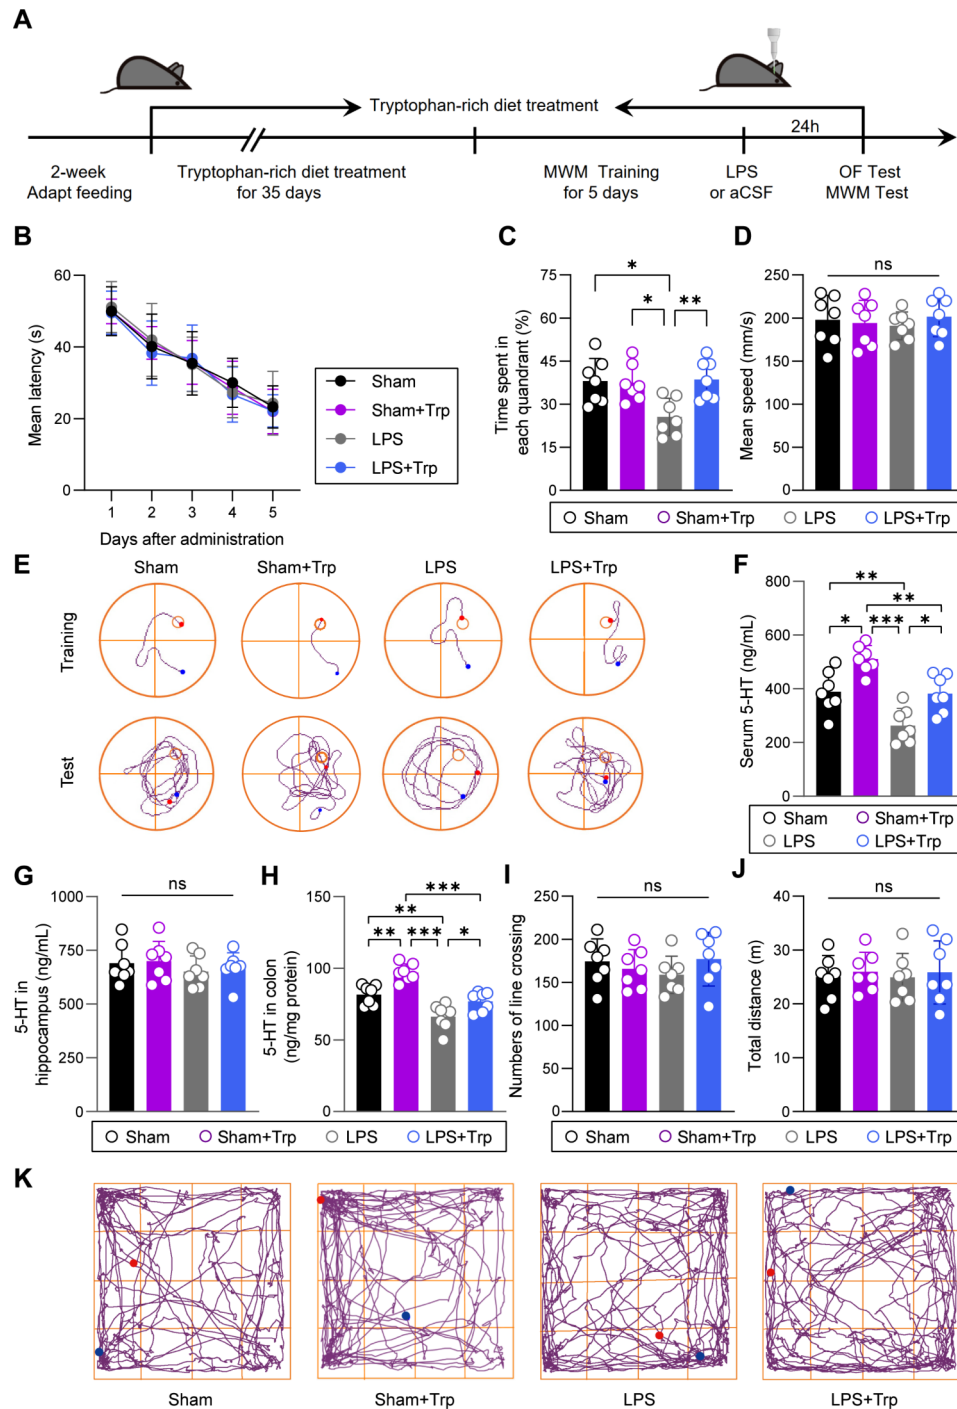 A
Tryptophan-rich diet treatment
24h
2-week
Adapt feeding
Tryptophan-rich diet treatment
for 35 days
MWM Training
for 5 days
LPS
or aCSF
OF Test
MWM Test
B
Mean latency (s)
60
40
20
0
1 2 3 4 5
Days after administration
Sham
Sham+Trp
LPS
LPS+Trp
C
Time spent in
each quandrant (%)
75
60
45
30
15
0
* * **
D
Mean speed (mm/s)
250
200
150
100
50
0
ns
Sham Sham+Trp LPS LPS+Trp
E
Sham Sham+Trp LPS LPS+Trp
Training
Test
F
Serum 5-HT (ng/mL)
800
600
400
200
0
**
**
* *** *
Sham Sham+Trp
LPS LPS+Trp
G
5-HT in
hippocampus (ng/mL)
1000
750
500
250
0
ns
H
5-HT in colon
(ng/mg protein)
150
100
50
0
***
**
** *** *
I
Numbers of line crossing
250
200
150
100
50
0
ns
J
Total distance (m)
40
30
20
10
0
ns
Sham Sham+Trp LPS LPS+Trp
Sham Sham+Trp LPS LPS+Trp
K
Sham Sham+Trp LPS LPS+Trp